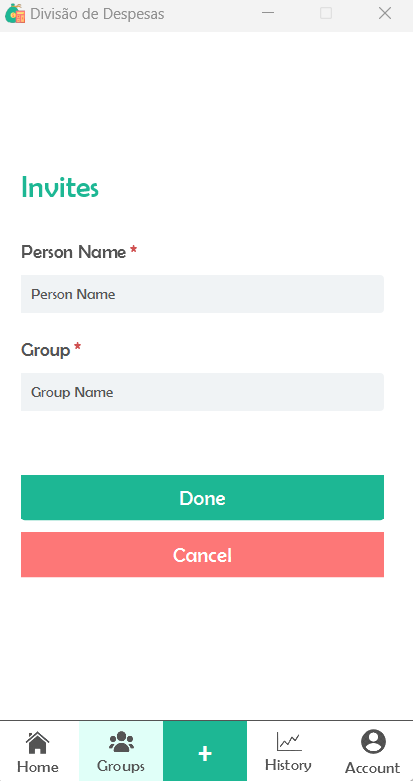 Divisão de Despesas
Invites
Person Name *
Person Name
Group *
Group Name
Done
Cancel
Home
Groups
+
History
Account